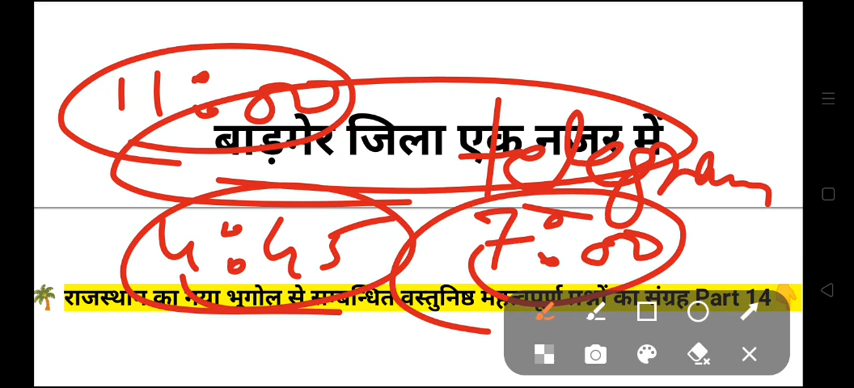 11:00
बाड़मेर जिला एक नजर में
telegram
4:45 7:00
🌴 राजस्थान का नया भूगोल से सम्बन्धित वस्तुनिष्ठ महत्वपूर्ण प्रश्नों का संग्रह Part 14👇